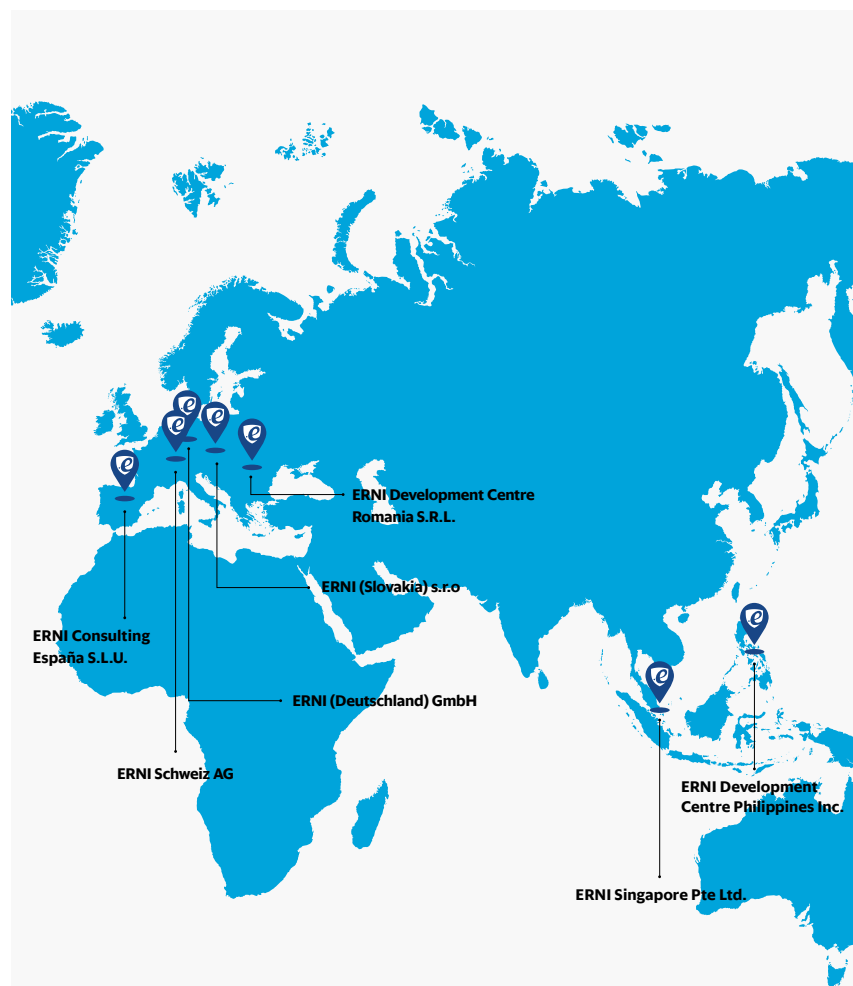 ERNI Development Centre
Romania S.R.L.
ERNI (Slovakia) s.r.o
ERNI Consulting
España S.L.U.
ERNI (Deutschland) GmbH
ERNI Schweiz AG
ERNI Development
Centre Philippines Inc.
ERNI Singapore Pte Ltd.
e
e
e
e
e
e
e